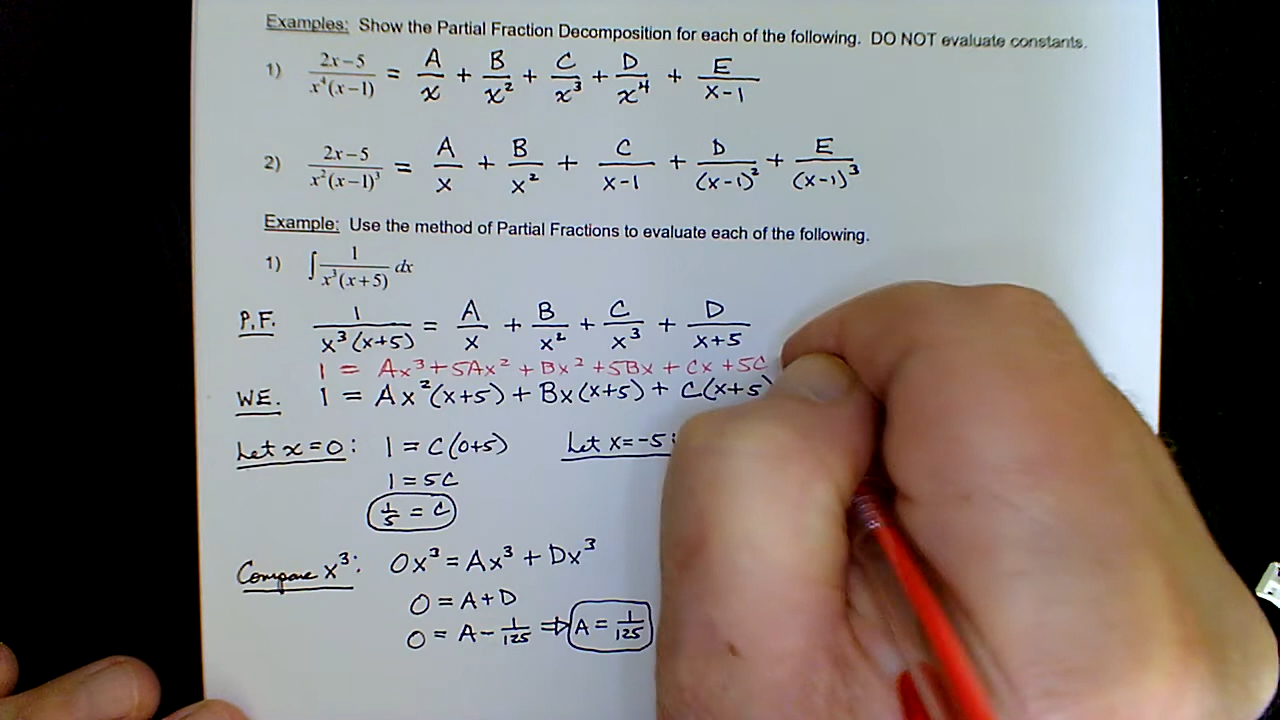 Examples: Show the Partial Fraction Decomposition for each of the following. DO NOT evaluate constants.
1) (2x-5)/(x⁴(x-1)) = A/x + B/x² + C/x³ + D/x⁴ + E/(x-1)
2) (2x-5)/(x²(x-1)³) = A/x + B/x² + C/(x-1) + D/(x-1)² + E/(x-1)³
Example: Use the method of Partial Fractions to evaluate each of the following.
1) ∫ 1/(x³(x+5)) dx
P.F. 1/(x³(x+5)) = A/x + B/x² + C/x³ + D/(x+5)
1 = Ax³ + 5Ax² + Bx² + 5Bx + Cx + 5C
W.E. 1 = Ax²(x+5) + Bx(x+5) + C(x+5)
Let x=0: 1 = C(0+5) Let x=-5:
1 = 5C
1/5 = C
Compare x³: 0x³ = Ax³ + Dx³
0 = A+D
0 = A - 1/125 ⇒ A = 1/125